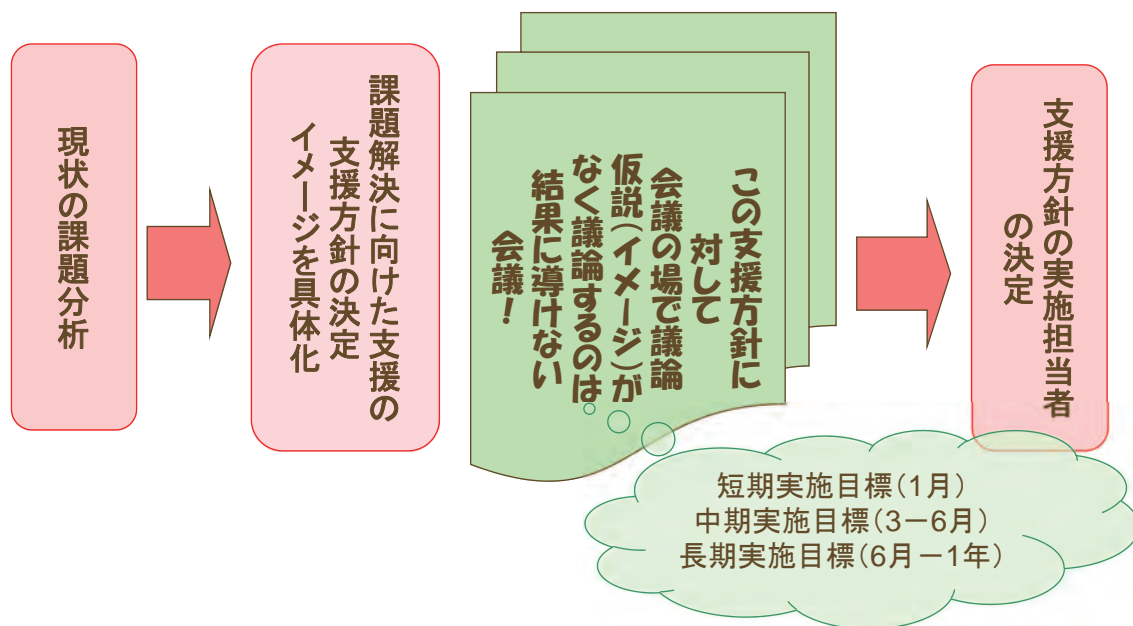 現状の課題分析
課題解決に向けた支援の
支援方針の決定
イメージを具体化
この支援方針に
対して
会議の場で議論
仮説(イメージ)が
なく議論するのは
結果に導けない
会議！
支援方針の実施担当者
の決定
短期実施目標(1月)
中期実施目標(3－6月)
長期実施目標(6月－1年)